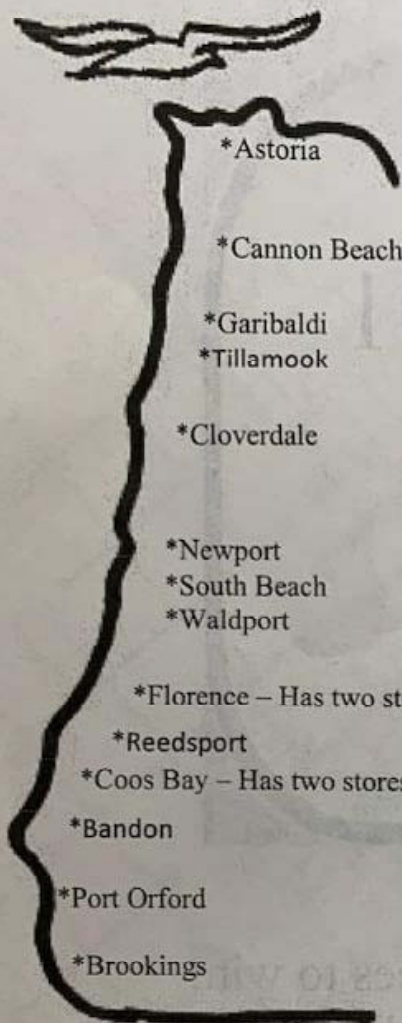 *Astoria
*Cannon Beach
*Garibaldi
*Tillamook
*Cloverdale
*Newport
*South Beach
*Waldport
*Florence – Has two st
*Reedsport
*Coos Bay – Has two stores
*Bandon
*Port Orford
*Brookings